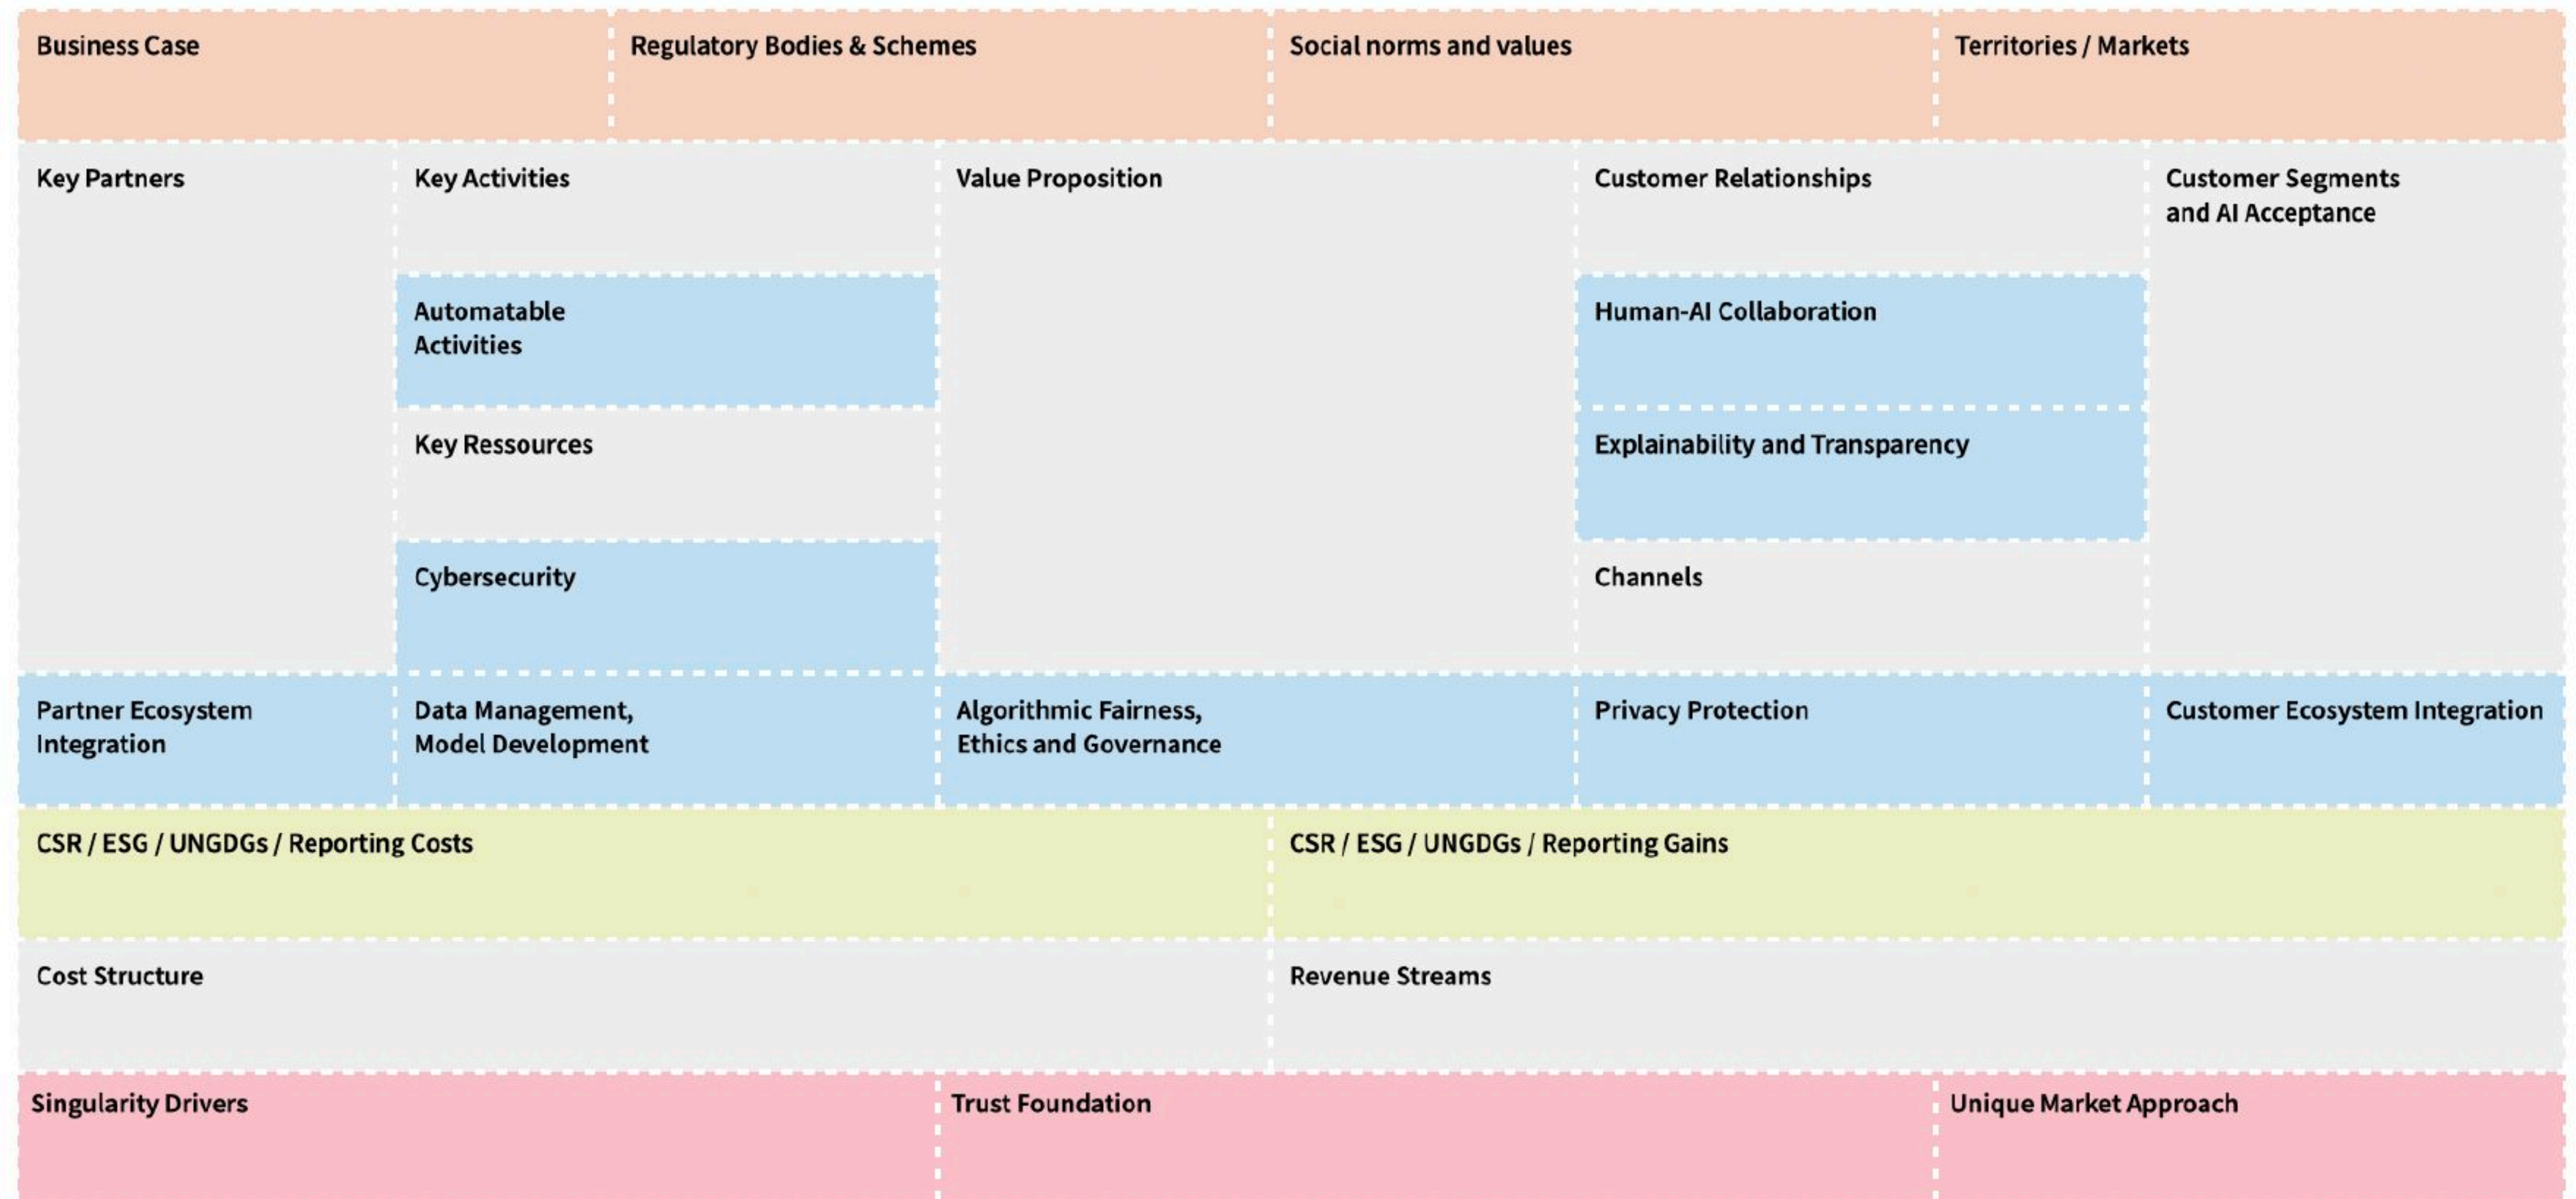 Business Case
Regulatory Bodies & Schemes
Social norms and values
Territories / Markets
Key Partners
Key Activities
Value Proposition
Customer Relationships
Customer Segments
and AI Acceptance
Automatable
Activities
Human-AI Collaboration
Key Ressources
Explainability and Transparency
Cybersecurity
Channels
Partner Ecosystem
Integration
Data Management,
Model Development
Algorithmic Fairness,
Ethics and Governance
Privacy Protection
Customer Ecosystem Integration
CSR / ESG / UNGDGs / Reporting Costs
CSR / ESG / UNGDGs / Reporting Gains
Cost Structure
Revenue Streams
Singularity Drivers
Trust Foundation
Unique Market Approach